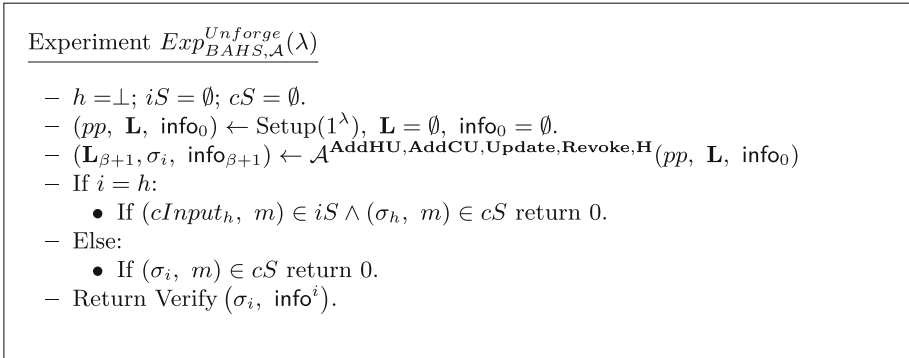 Experiment $Exp^{Unforge}_{BAHS,\mathcal{A}}(\lambda)$
– $h = \perp$; $iS = \emptyset$; $cS = \emptyset$.
– $(pp,\ \mathbf{L},\ \mathsf{info}_0) \leftarrow \text{Setup}(1^\lambda),\ \mathbf{L} = \emptyset,\ \mathsf{info}_0 = \emptyset.$
– $(\mathbf{L}_{\beta+1}, \sigma_i,\ \mathsf{info}_{\beta+1}) \leftarrow \mathcal{A}^{\mathbf{AddHU},\mathbf{AddCU},\mathbf{Update},\mathbf{Revoke},\mathbf{H}}(pp,\ \mathbf{L},\ \mathsf{info}_0)$
– If $i = h$:
• If $(cInput_h,\ m) \in iS \wedge (\sigma_h,\ m) \in cS$ return 0.
– Else:
• If $(\sigma_i,\ m) \in cS$ return 0.
– Return Verify $(\sigma_i,\ \mathsf{info}^i)$.